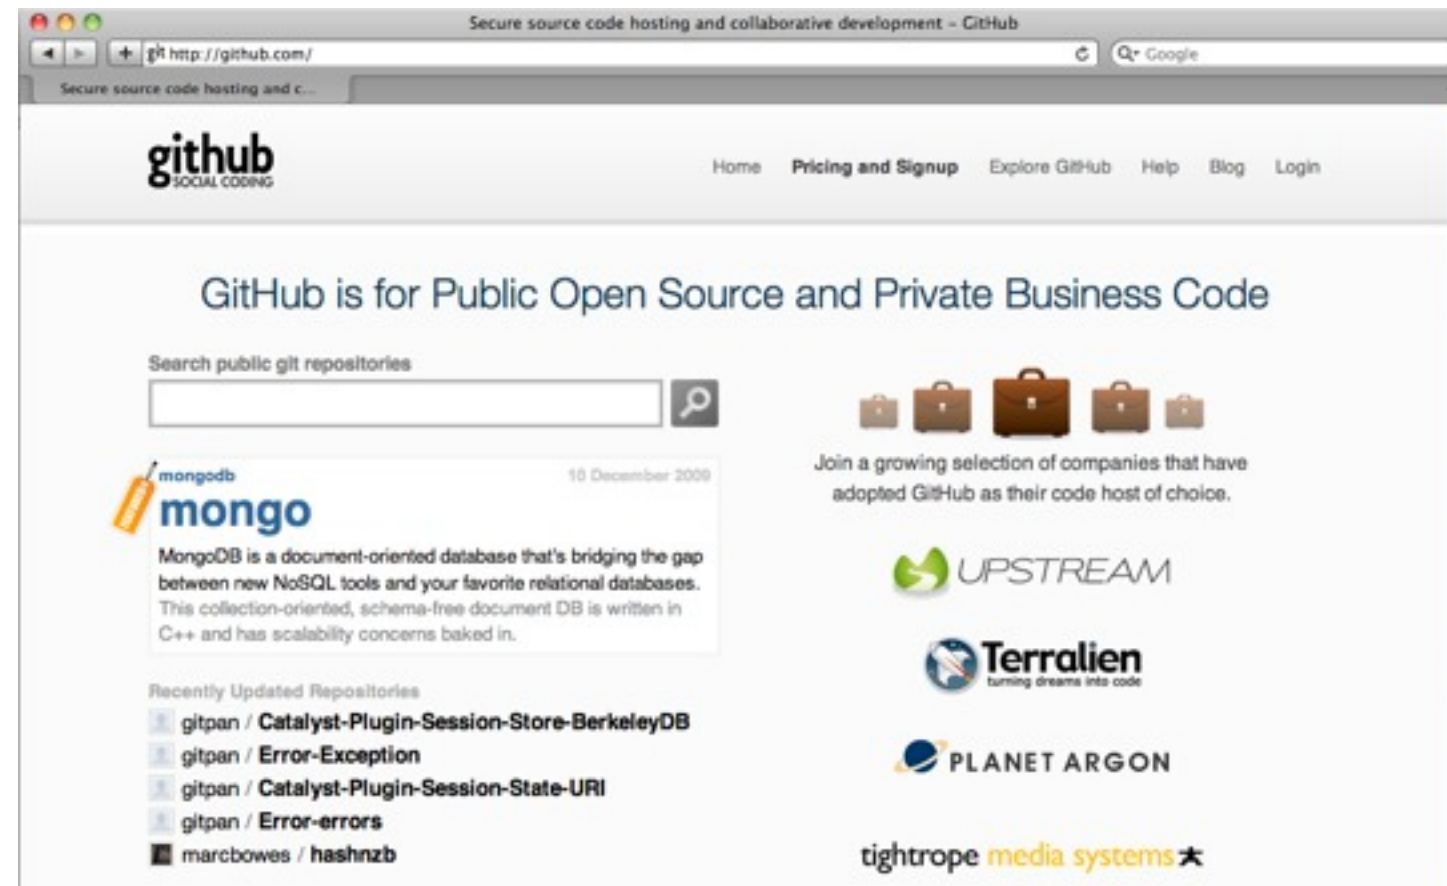 Secure source code hosting and collaborative development – GitHub
git http://github.com/
Google
Secure source code hosting and c...
github
SOCIAL CODING
Home Pricing and Signup Explore GitHub Help Blog Login
GitHub is for Public Open Source and Private Business Code
Search public git repositories
mongodb
10 December 2009
mongo
MongoDB is a document-oriented database that's bridging the gap
between new NoSQL tools and your favorite relational databases.
This collection-oriented, schema-free document DB is written in
C++ and has scalability concerns baked in.
Recently Updated Repositories
gitpan / Catalyst-Plugin-Session-Store-BerkeleyDB
gitpan / Error-Exception
gitpan / Catalyst-Plugin-Session-State-URI
gitpan / Error-errors
marcbowes / hashnzb
Join a growing selection of companies that have
adopted GitHub as their code host of choice.
UPSTREAM
Terralien
turning dreams into code
PLANET ARGON
tightrope media systems